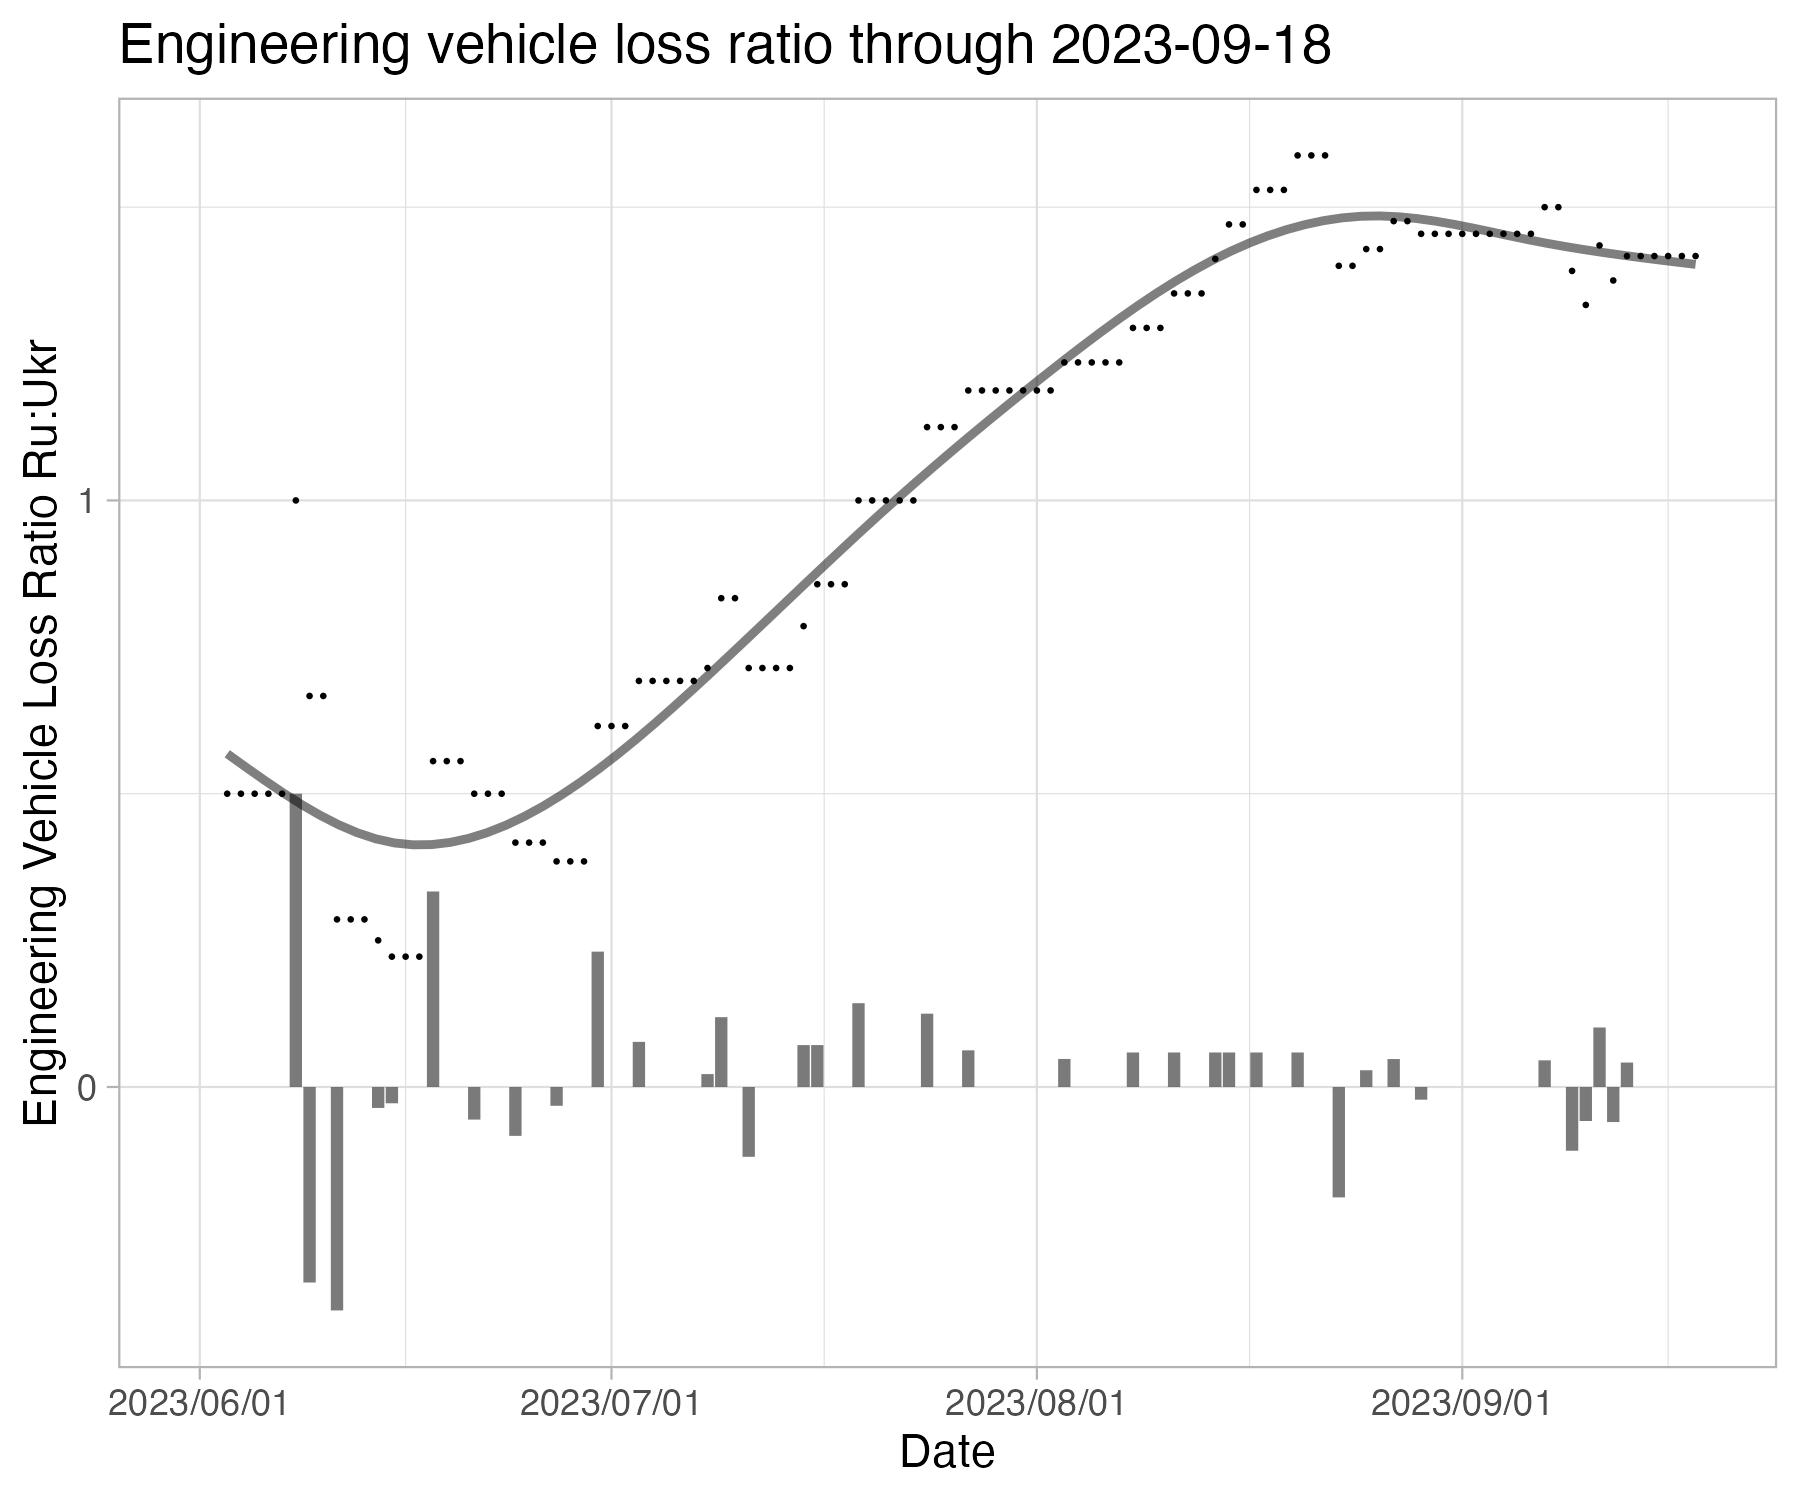 Engineering vehicle loss ratio through 2023-09-18
Engineering Vehicle Loss Ratio Ru:Ukr
1
0
2023/06/01
2023/07/01
2023/08/01
2023/09/01
Date